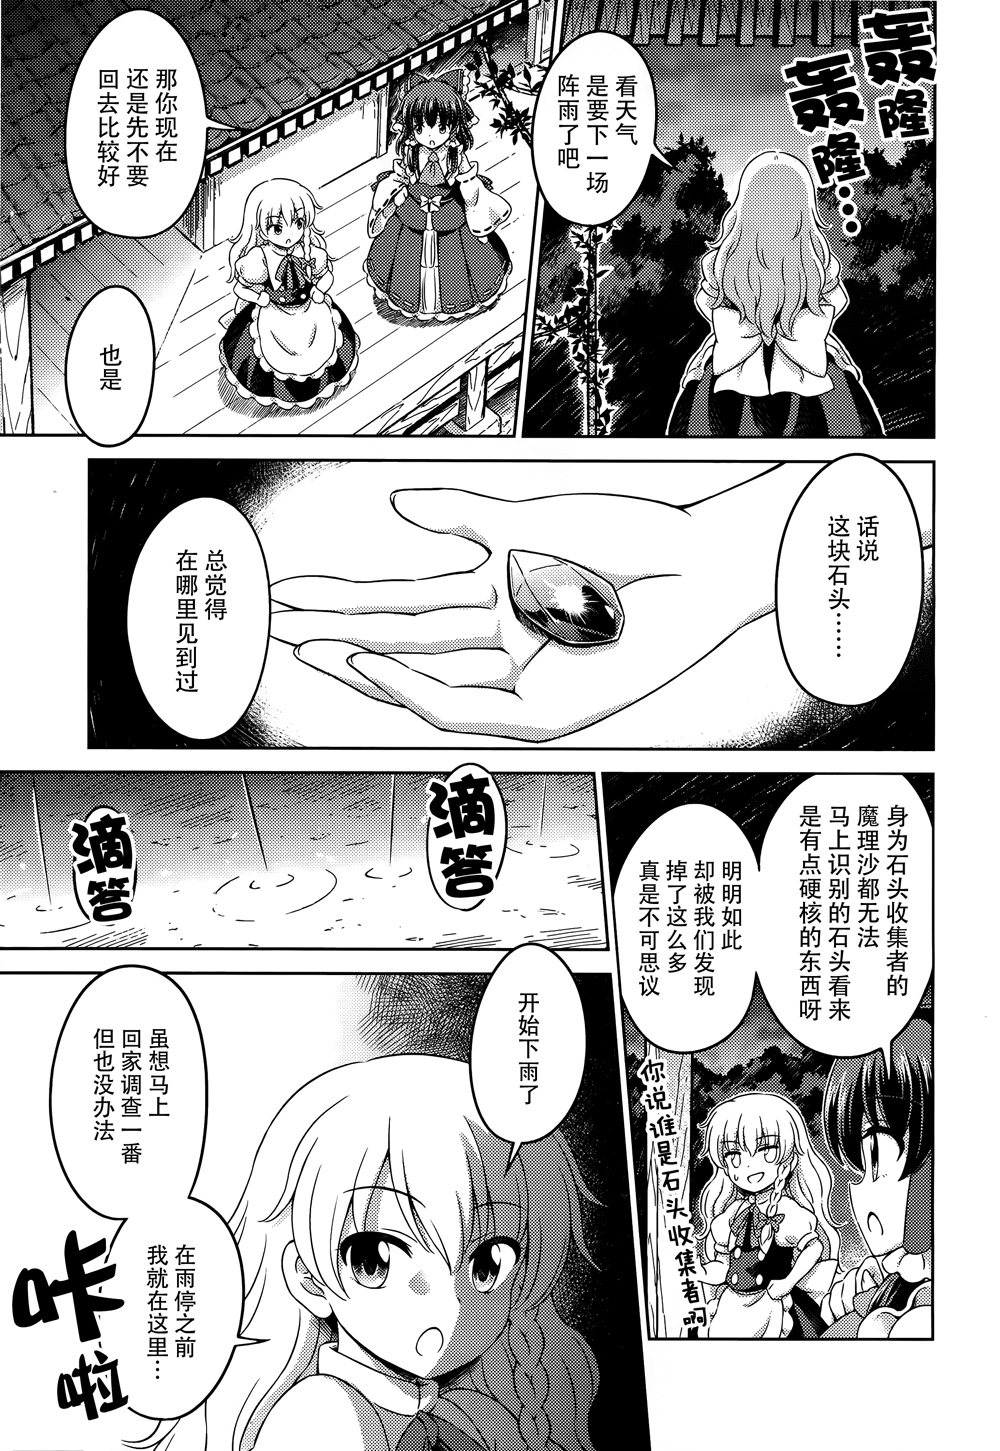 轰隆
轰隆…
看天气
是要下一场
阵雨了吧
那你现在
还是先不要
回去比较好
也是
话说
这块石头……
总觉得
在哪里见到过
身为石头收集者的
魔理沙都无法
马上识别的石头看来
是有点硬核的东西呀
明明如此
却被我们发现
掉了这么多
真是不可思议
你说谁是石头收集者啊
滴答
滴答
开始下雨了
虽想马上
回家调查一番
但也没办法
在雨停之前
我就在这里…
咔啦